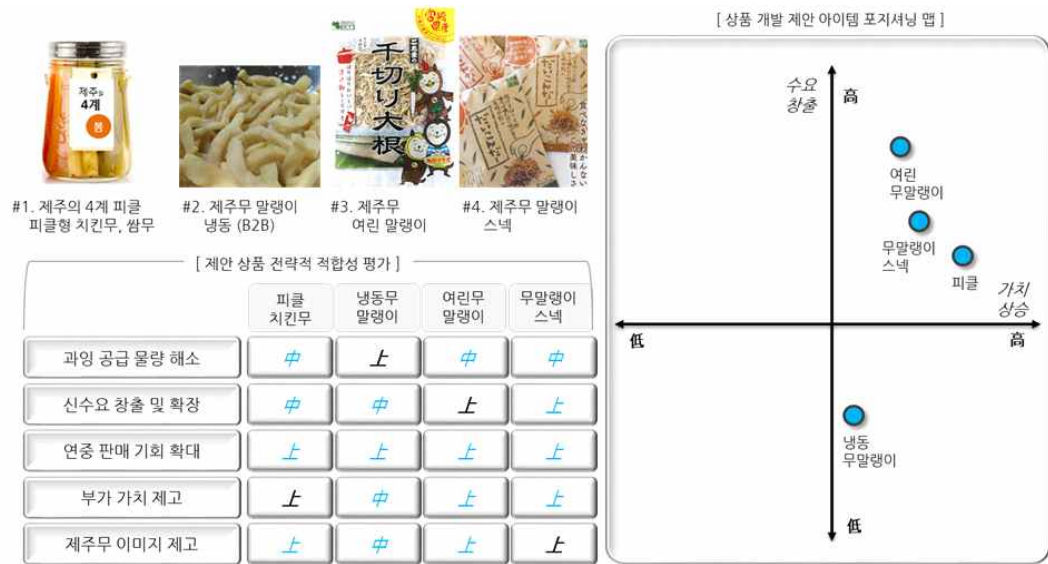 제주의
4계
봄
千切り大根
#1. 제주의 4계 피클
피클형 치킨무, 쌈무
#2. 제주무 말랭이
냉동 (B2B)
#3. 제주무
여린 말랭이
#4. 제주무 말랭이
스넥
[ 제안 상품 전략적 적합성 평가 ]
피클
치킨무
냉동무
말랭이
여린무
말랭이
무말랭이
스넥
과잉 공급 물량 해소 中 上 中 中
신수요 창출 및 확장 中 中 上 上
연중 판매 기회 확대 上 上 上 上
부가 가치 제고 上 中 上 上
제주무 이미지 제고 上 中 上 上
[ 상품 개발 제안 아이템 포지셔닝 맵 ]
수요
창출
高
여린
무말랭이
무말랭이
스넥
피클
가치
상승
低
高
냉동
무말랭이
低